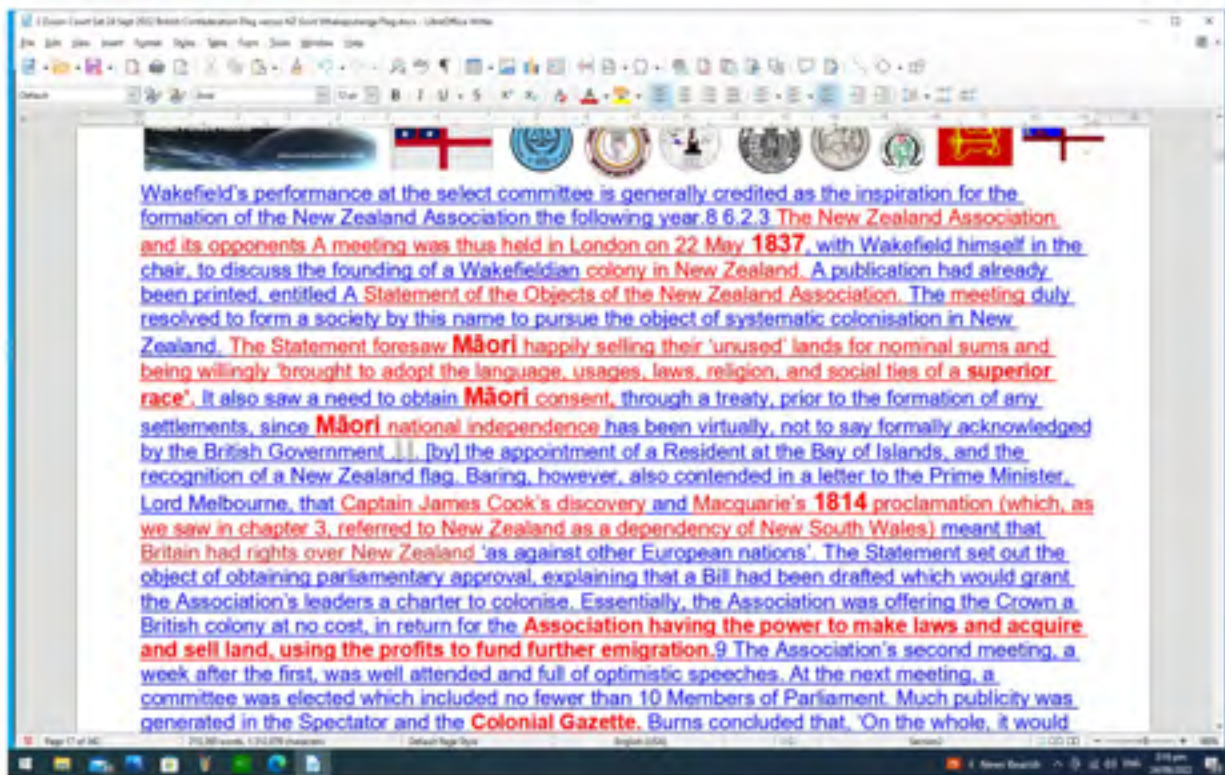 File Edit View Insert Format Styles Table Form Tools Window Help
Wakefield's performance at the select committee is generally credited as the inspiration for the
formation of the New Zealand Association the following year.8 6.2.3 The New Zealand Association
and its opponents A meeting was thus held in London on 22 May 1837, with Wakefield himself in the
chair, to discuss the founding of a Wakefieldian colony in New Zealand. A publication had already
been printed, entitled A Statement of the Objects of the New Zealand Association. The meeting duly
resolved to form a society by this name to pursue the object of systematic colonisation in New
Zealand. The Statement foresaw Māori happily selling their 'unused' lands for nominal sums and
being willingly 'brought to adopt the language, usages, laws, religion, and social ties of a superior
race'. It also saw a need to obtain Māori consent, through a treaty, prior to the formation of any
settlements, since Māori national independence has been virtually, not to say formally acknowledged
by the British Government . . . [by] the appointment of a Resident at the Bay of Islands, and the
recognition of a New Zealand flag. Baring, however, also contended in a letter to the Prime Minister,
Lord Melbourne, that Captain James Cook's discovery and Macquarie's 1814 proclamation (which, as
we saw in chapter 3, referred to New Zealand as a dependency of New South Wales) meant that
Britain had rights over New Zealand 'as against other European nations'. The Statement set out the
object of obtaining parliamentary approval, explaining that a Bill had been drafted which would grant
the Association's leaders a charter to colonise. Essentially, the Association was offering the Crown a
British colony at no cost, in return for the Association having the power to make laws and acquire
and sell land, using the profits to fund further emigration.9 The Association's second meeting, a
week after the first, was well attended and full of optimistic speeches. At the next meeting, a
committee was elected which included no fewer than 10 Members of Parliament. Much publicity was
generated in the Spectator and the Colonial Gazette. Burns concluded that, 'On the whole, it would
Default Page Style
English (USA)